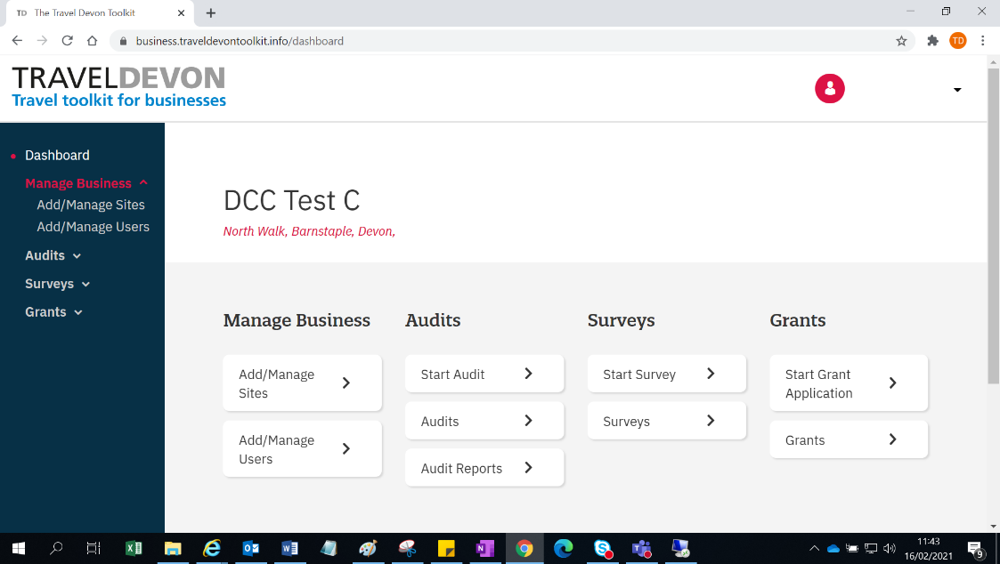 TD The Travel Devon Toolkit
business.traveldevontoolkit.info/dashboard
TD
TRAVELDEVON
Travel toolkit for businesses
Dashboard
Manage Business
Add/Manage Sites
Add/Manage Users
Audits
Surveys
Grants
DCC Test C
North Walk, Barnstaple, Devon,
Manage Business
Add/Manage
Sites
Add/Manage
Users
Audits
Start Audit
Audits
Audit Reports
Surveys
Start Survey
Surveys
Grants
Start Grant
Application
Grants
11:43
16/02/2021
9